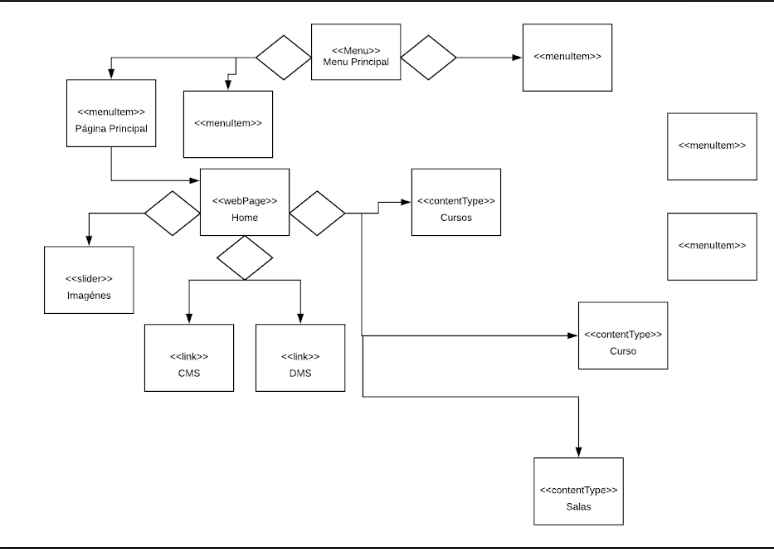 <<Menu>>
Menu Principal
<<menuItem>>
<<menuItem>>
Página Principal
<<menuItem>>
<<menuItem>>
<<webPage>>
Home
<<contentType>>
Cursos
<<menuItem>>
<<slider>>
Imagénes
<<contentType>>
Curso
<<link>>
CMS
<<link>>
DMS
<<contentType>>
Salas